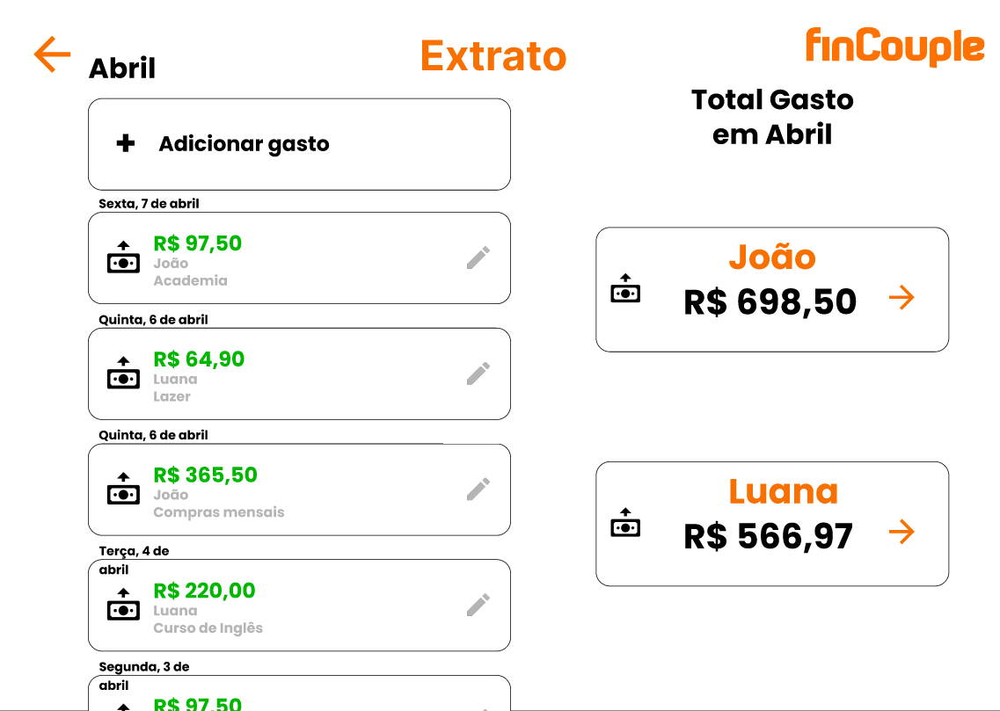 Abril
Extrato
finCouple
Total Gasto
em Abril
+ Adicionar gasto
Sexta, 7 de abril
R$ 97,50
João
Academia
Quinta, 6 de abril
R$ 64,90
Luana
Lazer
Quinta, 6 de abril
R$ 365,50
João
Compras mensais
Terça, 4 de
abril
R$ 220,00
Luana
Curso de Inglês
Segunda, 3 de
abril
R$ 97,50
João
R$ 698,50
Luana
R$ 566,97